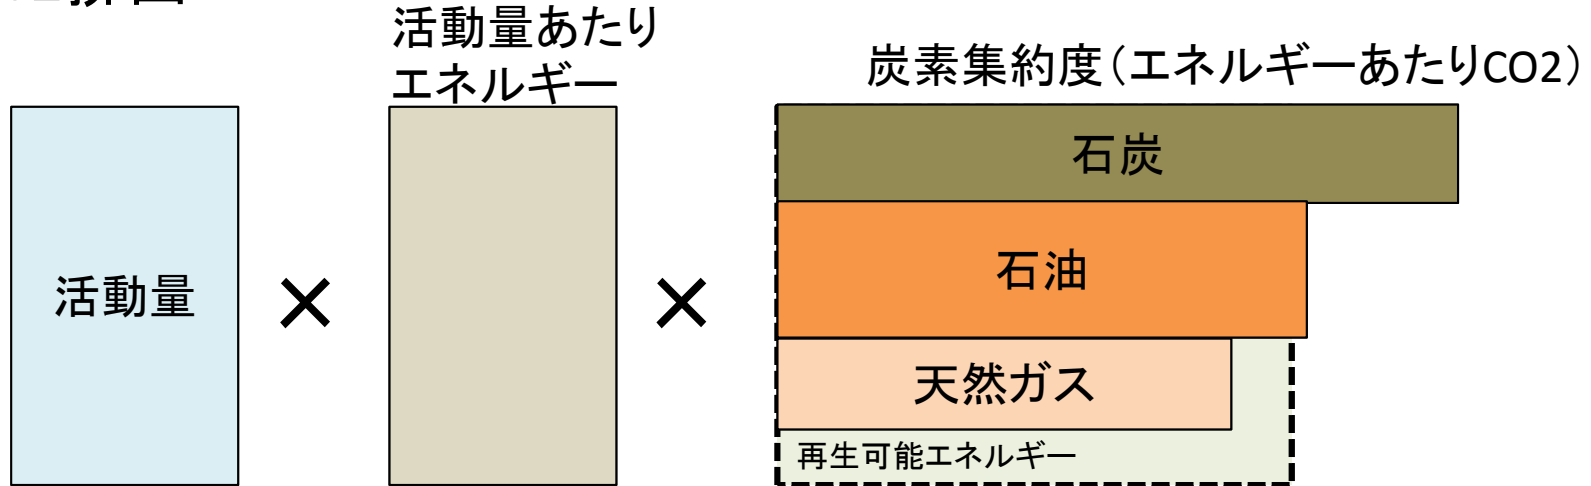 活動量あたり
エネルギー
炭素集約度（エネルギーあたりCO2）
石炭
石油
活動量
×
×
天然ガス
再生可能エネルギー